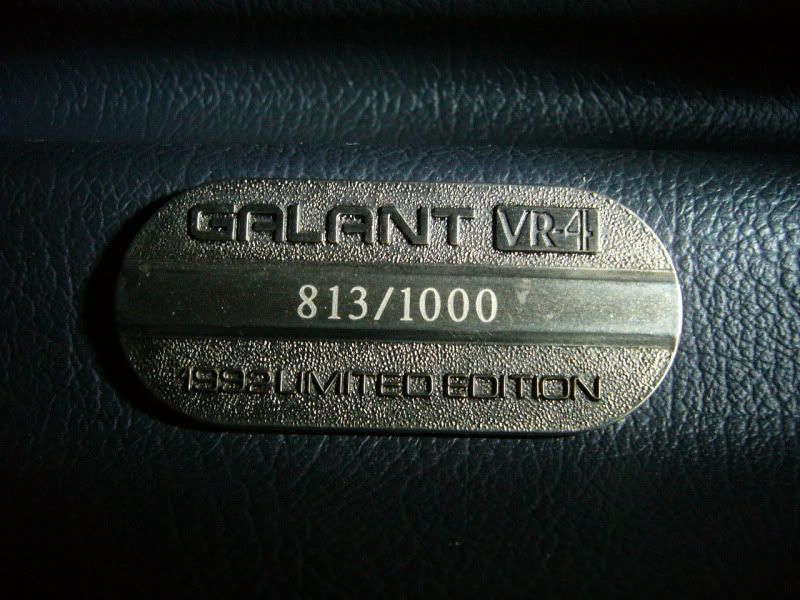 GALANT VR-4
813/1000
1992 LIMITED EDITION